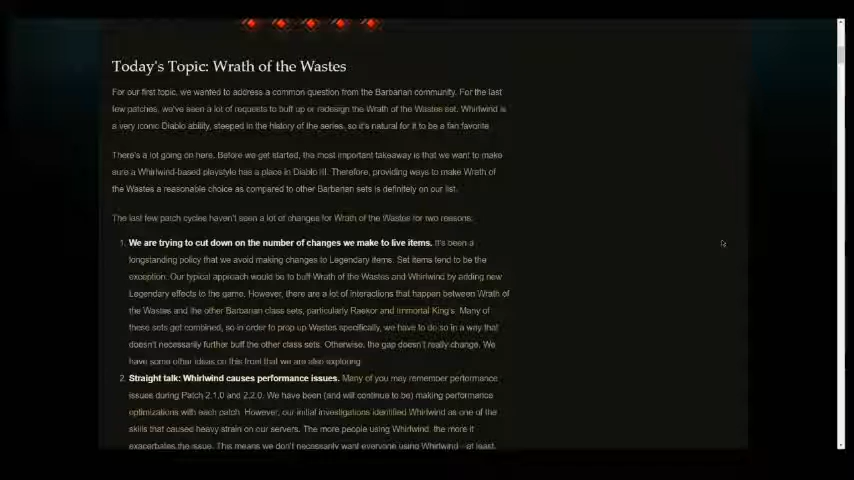 Today's Topic: Wrath of the Wastes
For our first topic, we wanted to address a common question from the Barbarian community. For the last
few patches, we've seen a lot of requests to buff up or redesign the Wrath of the Wastes set. Whirlwind is
a very iconic Diablo ability, steeped in the history of the series, so it's natural for it to be a fan favorite.
There's a lot going on here. Before we get started, the most important takeaway is that we want to make
sure a Whirlwind-based playstyle has a place in Diablo III. Therefore, providing ways to make Wrath of
the Wastes a reasonable choice as compared to other Barbarian sets is definitely on our list.
The last few patch cycles haven't seen a lot of changes for Wrath of the Wastes for two reasons:
1. We are trying to cut down on the number of changes we make to live items. It's been a
longstanding policy that we avoid making changes to Legendary items. Set items tend to be the
exception. Our typical approach would be to buff Wrath of the Wastes and Whirlwind by adding new
Legendary effects to the game. However, there are a lot of interactions that happen between Wrath of
the Wastes and the other Barbarian class sets, particularly Raekor and Immortal King's. Many of
these sets get combined, so in order to prop up Wastes specifically, we have to do so in a way that
doesn't necessarily further buff the other class sets. Otherwise, the gap doesn't really change. We
have some other ideas on this front that we are also exploring.
2. Straight talk: Whirlwind causes performance issues. Many of you may remember performance
issues during Patch 2.1.0 and 2.2.0. We have been (and will continue to be) making performance
optimizations with each patch. However, our initial investigations identified Whirlwind as one of the
skills that caused heavy strain on our servers. The more people using Whirlwind, the more it
exacerbates the issue. This means we don't necessarily want everyone using Whirlwind - at least,